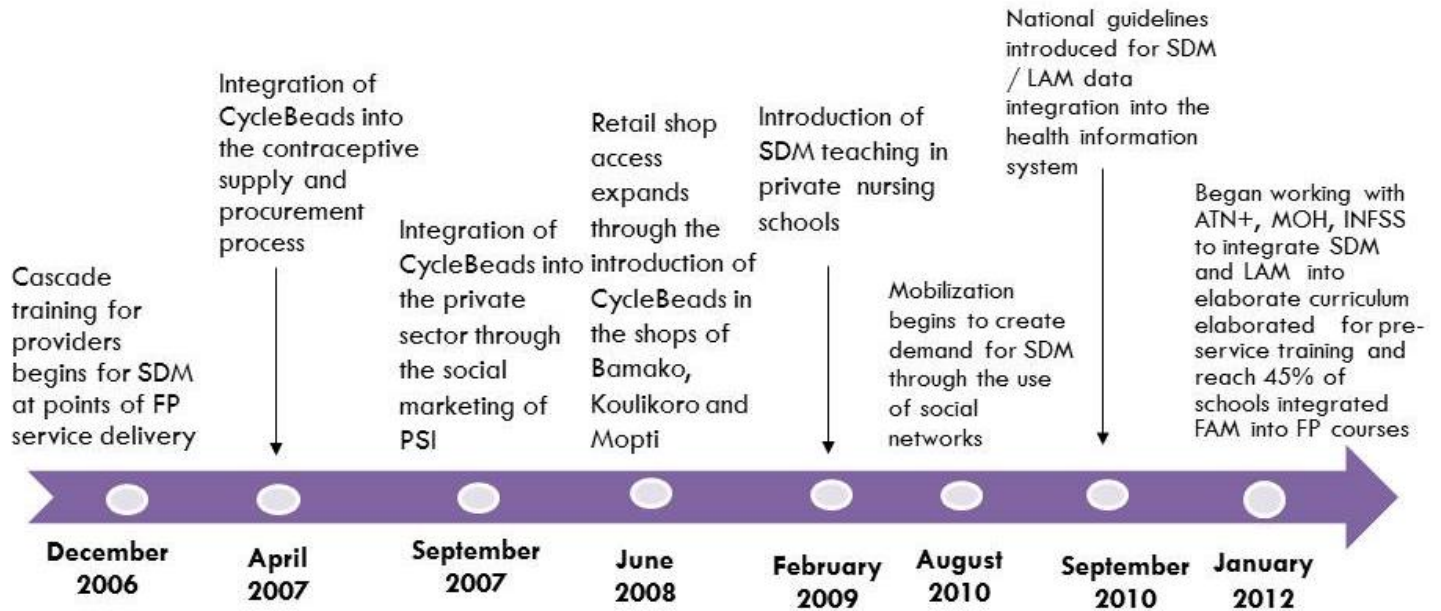 Cascade
training for
providers
begins for SDM
at points of FP
service delivery
Integration of
CycleBeads into
the contraceptive
supply and
procurement
process
Integration of
CycleBeads into
the private
sector through
the social
marketing of
PSI
Retail shop
access
expands
through the
introduction of
CycleBeads in
the shops of
Bamako,
Koulikoro and
Mopti
Introduction of
SDM teaching in
private nursing
schools
Mobilization
begins to create
demand for SDM
through the use
of social
networks
National guidelines
introduced for SDM
/ LAM data
integration into the
health information
system
Began working with
ATN+, MOH, INFSS
to integrate SDM
and LAM into
elaborate curriculum
elaborated for pre-
service training and
reach 45% of
schools integrated
FAM into FP courses
December
2006
April
2007
September
2007
June
2008
February
2009
August
2010
September
2010
January
2012